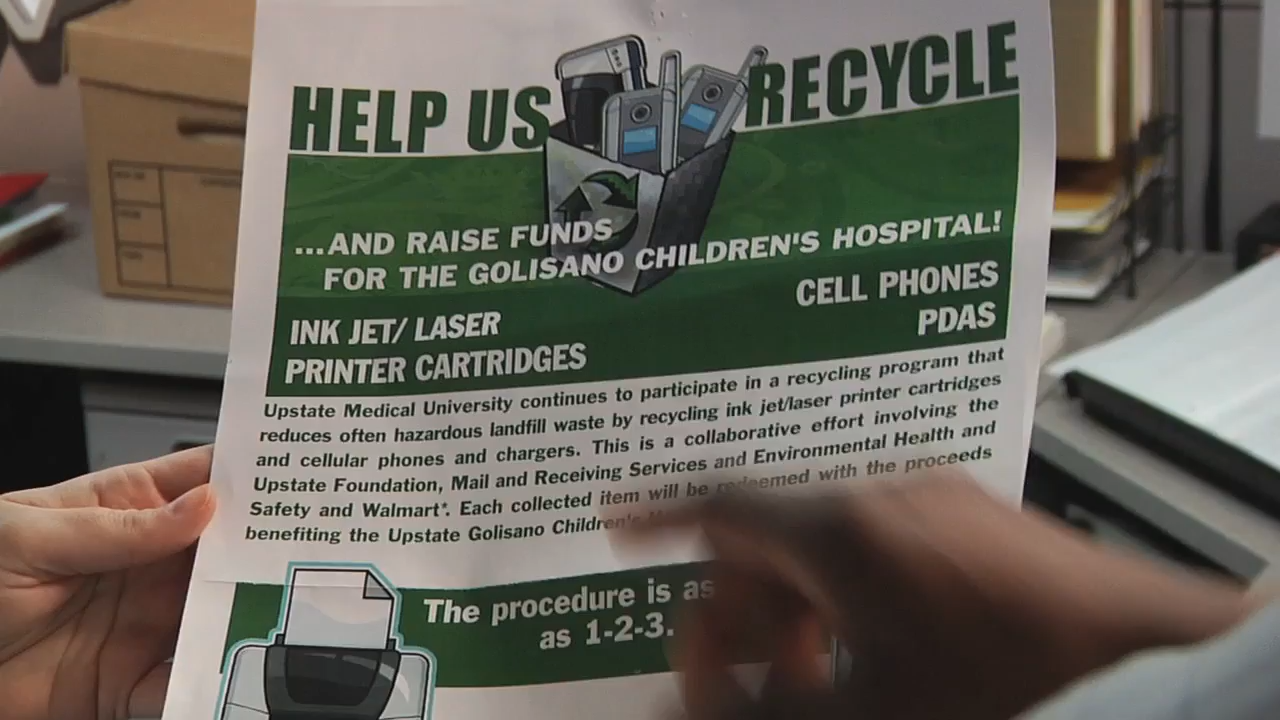 HELP US RECYCLE
...AND RAISE FUNDS
FOR THE GOLISANO CHILDREN'S HOSPITAL!
INK JET/ LASER
PRINTER CARTRIDGES
CELL PHONES
PDAS
Upstate Medical University continues to participate in a recycling program that
reduces often hazardous landfill waste by recycling ink jet/laser printer cartridges
and cellular phones and chargers. This is a collaborative effort involving the
Upstate Foundation, Mail and Receiving Services and Environmental Health and
Safety and Walmart*. Each collected item will be redeemed with the proceeds
benefiting the Upstate Golisano Children's
The procedure is as
as 1-2-3.